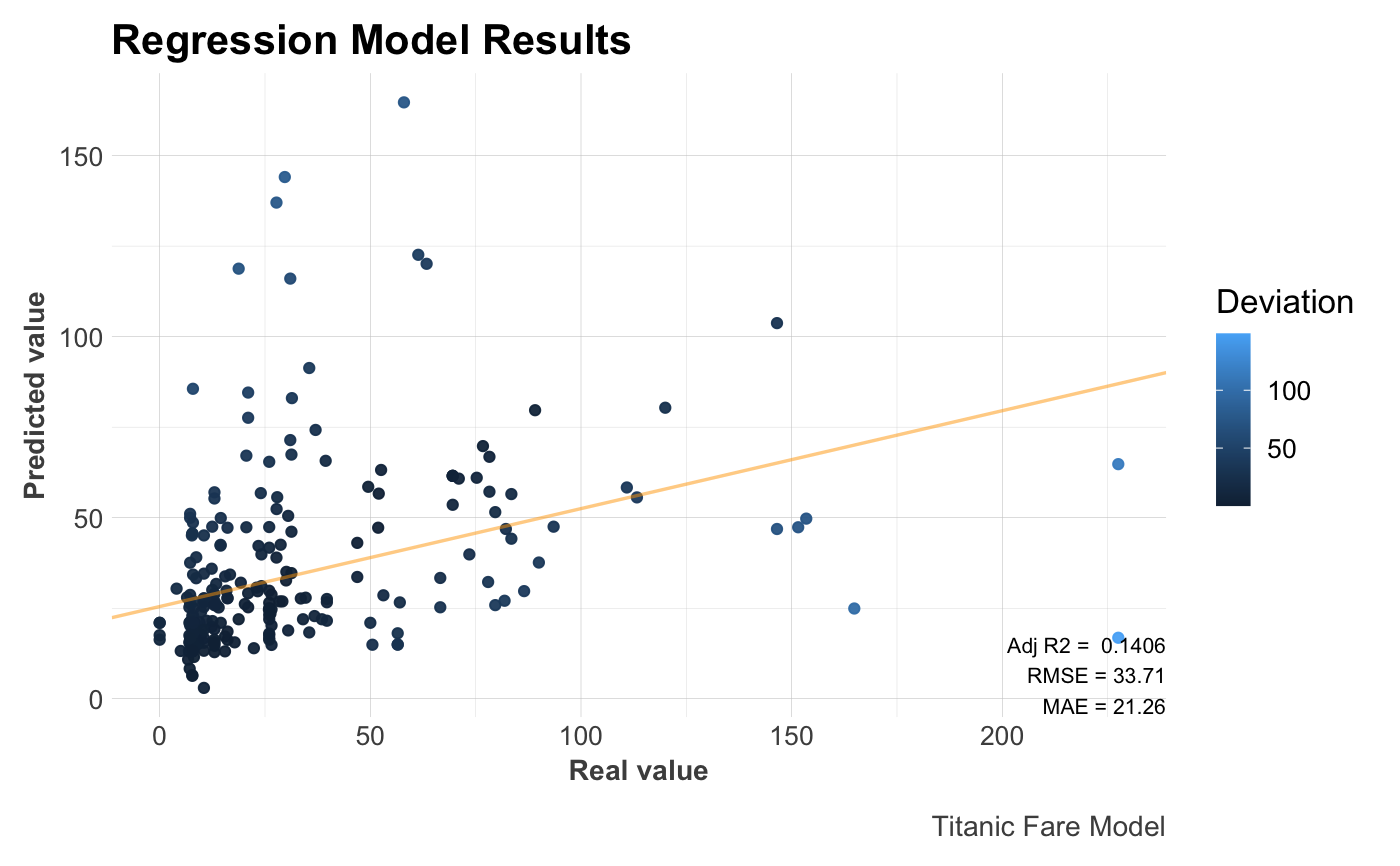 Regression Model Results
Predicted value
150
100
50
0
0 50 100 150 200
Real value
Deviation
100
50
Adj R2 =  0.1406
RMSE = 33.71
MAE = 21.26
Titanic Fare Model